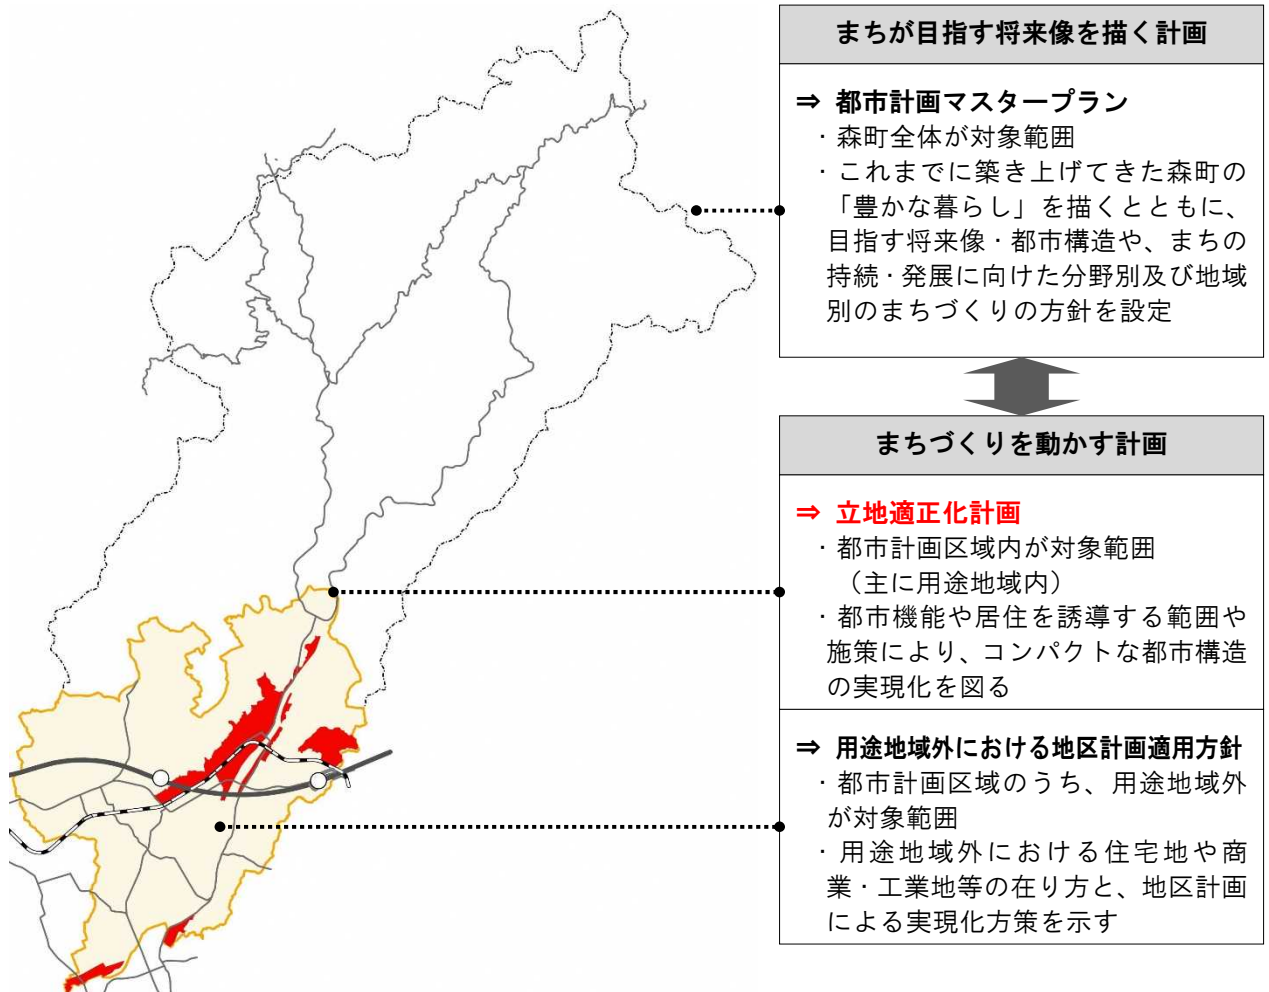 まちが目指す将来像を描く計画
⇒ 都市計画マスタープラン
・森町全体が対象範囲
・これまでに築き上げてきた森町の
「豊かな暮らし」を描くとともに、
目指す将来像・都市構造や、まちの
持続・発展に向けた分野別及び地域
別のまちづくりの方針を設定
まちづくりを動かす計画
⇒ 立地適正化計画
・都市計画区域内が対象範囲
（主に用途地域内）
・都市機能や居住を誘導する範囲や
施策により、コンパクトな都市構造
の実現化を図る
⇒ 用途地域外における地区計画適用方針
・都市計画区域のうち、用途地域外
が対象範囲
・用途地域外における住宅地や商
業・工業地等の在り方と、地区計画
による実現化方策を示す